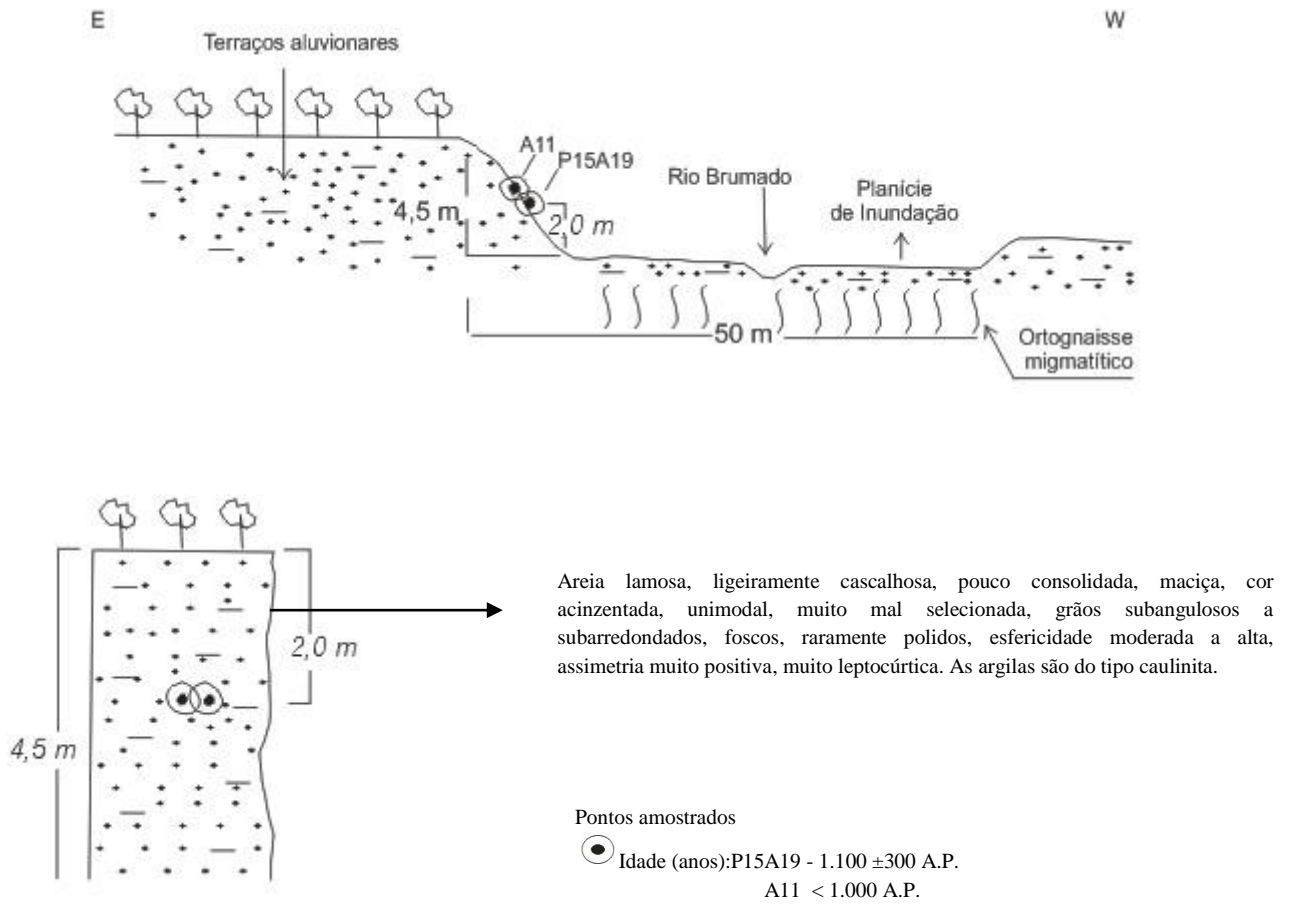 E
W
Terraços aluvionares
A11
P15A19
Rio Brumado
Planície
de Inundação
4,5 m
2,0 m
50 m
Ortognaisse
migmatítico
2,0 m
4,5 m
Areia lamosa, ligeiramente cascalhosa, pouco consolidada, maciça, cor
acinzentada, unimodal, muito mal selecionada, grãos subangulosos a
subarredondados, foscos, raramente polidos, esfericidade moderada a alta,
assimetria muito positiva, muito leptocúrtica. As argilas são do tipo caulinita.
Pontos amostrados
Idade (anos):P15A19 - 1.100 ±300 A.P.
A11 < 1.000 A.P.